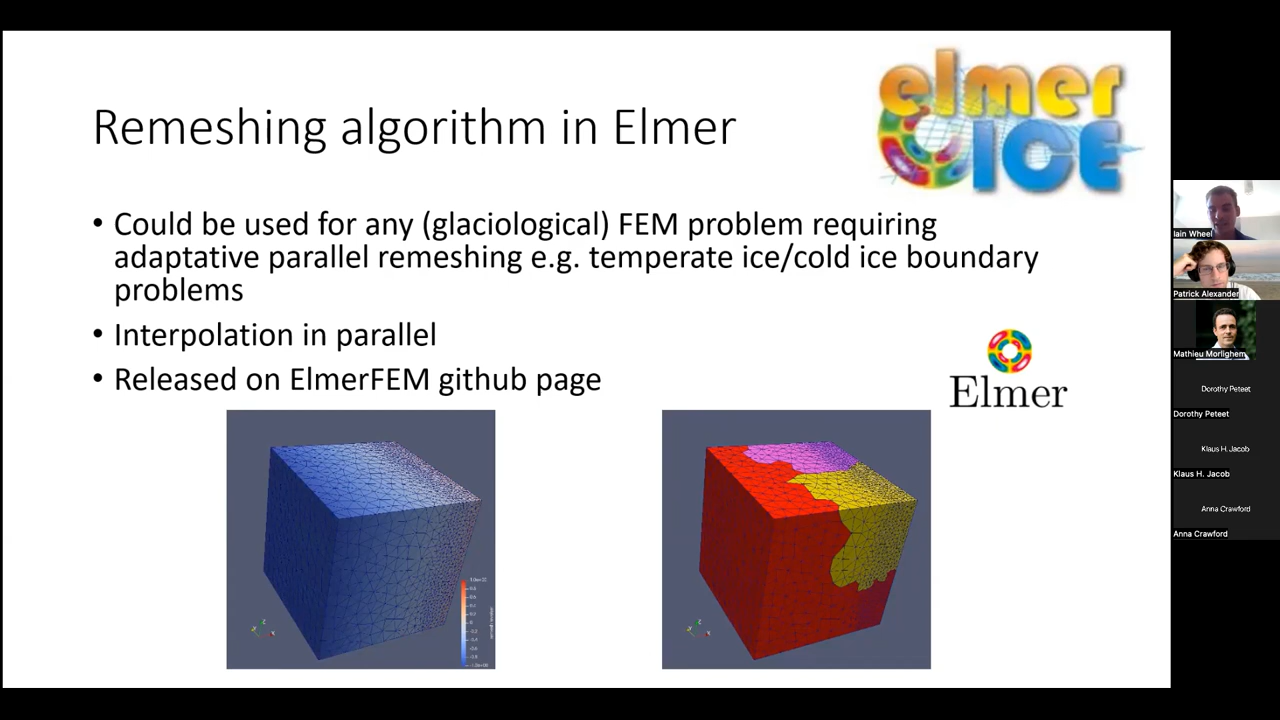 elmer
ICE
Remeshing algorithm in Elmer
• Could be used for any (glaciological) FEM problem requiring
adaptative parallel remeshing e.g. temperate ice/cold ice boundary
problems
• Interpolation in parallel
• Released on ElmerFEM github page
Elmer
Iain Wheel
Patrick Alexander
Mathieu Morlighem
Dorothy Peteet
Dorothy Peteet
Klaus H. Jacob
Klaus H. Jacob
Anna Crawford
Anna Crawford